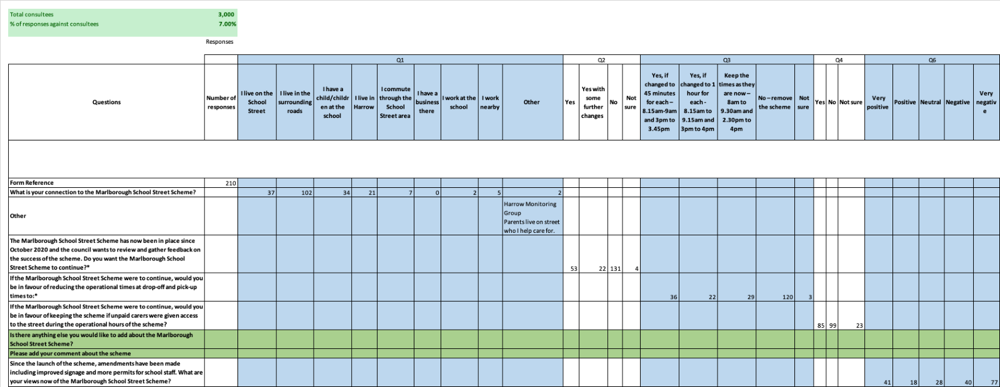 Total consultees 3,000
% of responses against consultees 7.00%
Responses
Q1 Q2 Q3 Q4 Q6
Questions
Number of
responses
I live on the
School
Street
I live in the
surrounding
roads
I have a
child/childr
en at the
school
I live in
Harrow
I commute
through the
School
Street area
I have a
business
there
I work at the
school
I work
nearby
Other
Yes
Yes with
some
further
changes
No
Not
sure
Yes, if
changed to
45 minutes
for each –
8.15am-9am
and 3pm to
3.45pm
Yes, if
changed to 1
hour for
each -
8.15am to
9.15am and
3pm to 4pm
Keep the
times as they
are now –
8am to
9.30am and
2.30pm to
4pm
No – remove
the scheme
Not
sure
Yes
No
Not sure
Very
positive
Positive
Neutral
Negative
Very
negativ
e
Form Reference 210
What is your connection to the Marlborough School Street Scheme? 37 102 34 21 7 0 2 5 2
Other
Harrow Monitoring
Group
Parents live on street
who I help care for.
The Marlborough School Street Scheme has now been in place since
October 2020 and the council wants to review and gather feedback on
the success of the scheme. Do you want the Marlborough School
Street Scheme to continue?* 53 22 131 4
If the Marlborough School Street Scheme were to continue, would you
be in favour of reducing the operational times at drop-off and pick-up
times to:* 36 22 29 120 3
If the Marlborough School Street Scheme were to continue, would you
be in favour of keeping the scheme if unpaid carers were given access
to the street during the operational hours of the scheme? 85 99 23
Is there anything else you would like to add about the Marlborough
School Street Scheme?
Please add your comment about the scheme
Since the launch of the scheme, amendments have been made
including improved signage and more permits for school staff. What are
your views now of the Marlborough School Street Scheme? 41 18 28 40 77